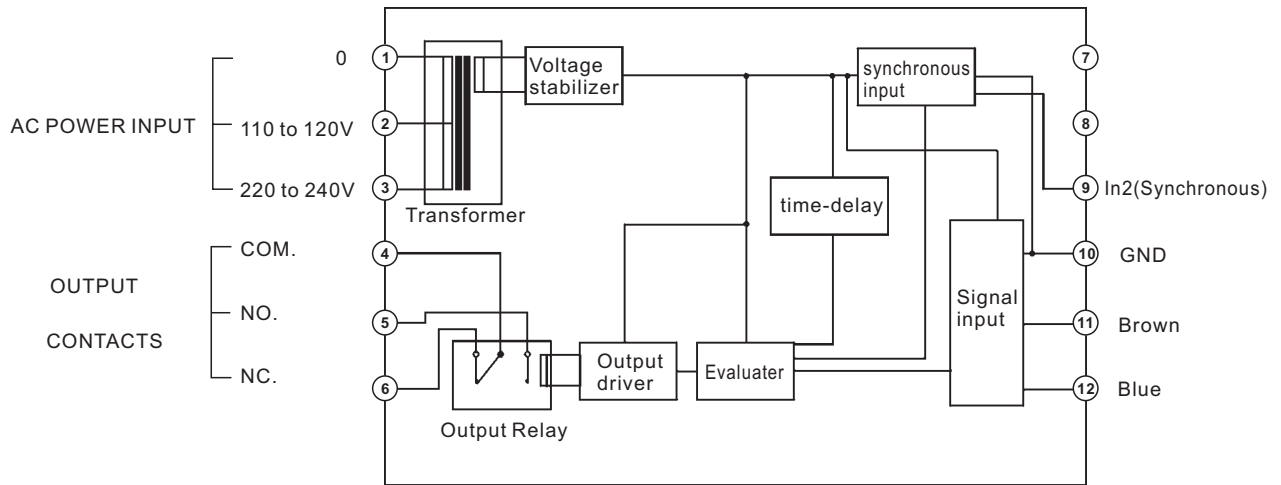 AC POWER INPUT
0
110 to 120V
220 to 240V
OUTPUT
CONTACTS
COM.
NO.
NC.
1
2
3
4
5
6
Transformer
Voltage
stabilizer
synchronous
input
time-delay
Signal
input
Output
driver
Evaluater
Output Relay
7
8
9 In2(Synchronous)
10 GND
11 Brown
12 Blue